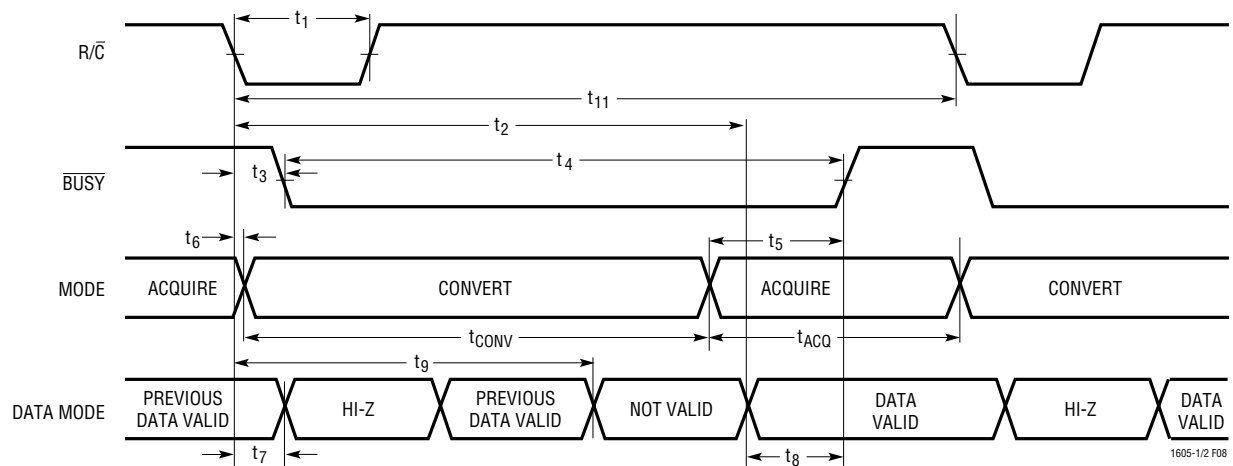 t1
R/C̅
t11
t2
t3
t4
B̅U̅S̅Y̅
t6
t5
MODE
ACQUIRE
CONVERT
ACQUIRE
CONVERT
tCONV
tACQ
t9
DATA MODE
PREVIOUS
DATA VALID
HI-Z
PREVIOUS
DATA VALID
NOT VALID
DATA
VALID
HI-Z
DATA
VALID
t7
t8
1605-1/2 F08